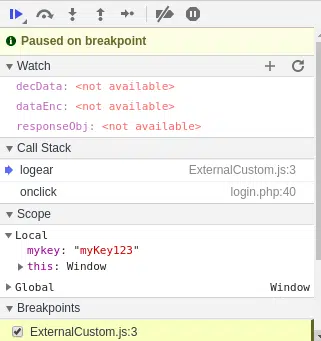 Paused on breakpoint
Watch
decData: <not available>
dataEnc: <not available>
responseObj: <not available>
Call Stack
logear ExternalCustom.js:3
onclick login.php:40
Scope
Local
mykey: "myKey123"
this: Window
Global Window
Breakpoints
ExternalCustom.js:3